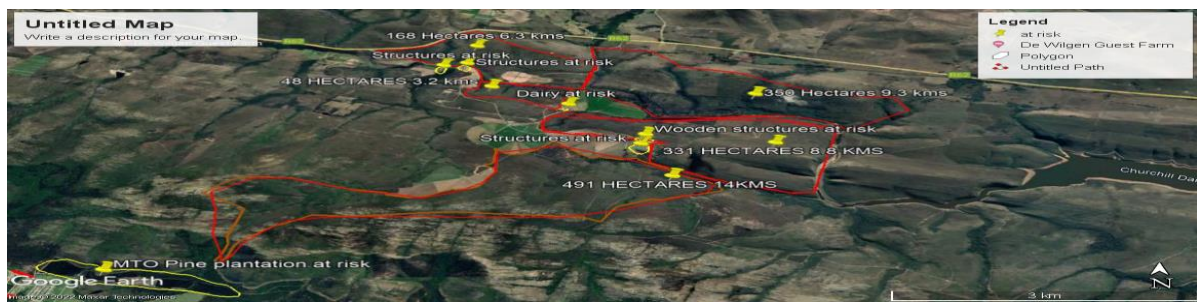 Untitled Map
Write a description for your map.
Legend
at risk
De Wilgen Guest Farm
Polygon
Untitled Path
168 Hectares 6.3 kms
Structures at risk
Structures at risk
48 HECTARES 3.2 kms
Dairy at risk
350 Hectares 9.3 kms
Wooden structures at risk
Structures at risk
331 HECTARES 8.8 KMS
491 HECTARES 14KMS
Churchill Da
MTO Pine plantation at risk
Google Earth
2022 Maxar Technologies
N
3 km